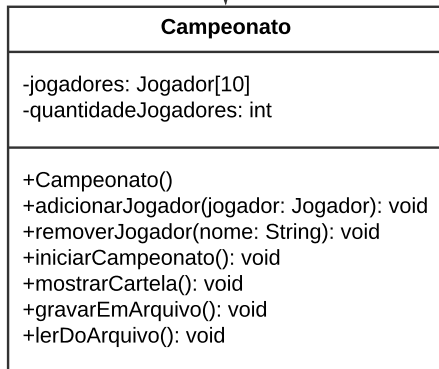 Campeonato
-jogadores: Jogador[10]
-quantidadeJogadores: int
+Campeonato()
+adicionarJogador(jogador: Jogador): void
+removerJogador(nome: String): void
+iniciarCampeonato(): void
+mostrarCartela(): void
+gravarEmArquivo(): void
+lerDoArquivo(): void